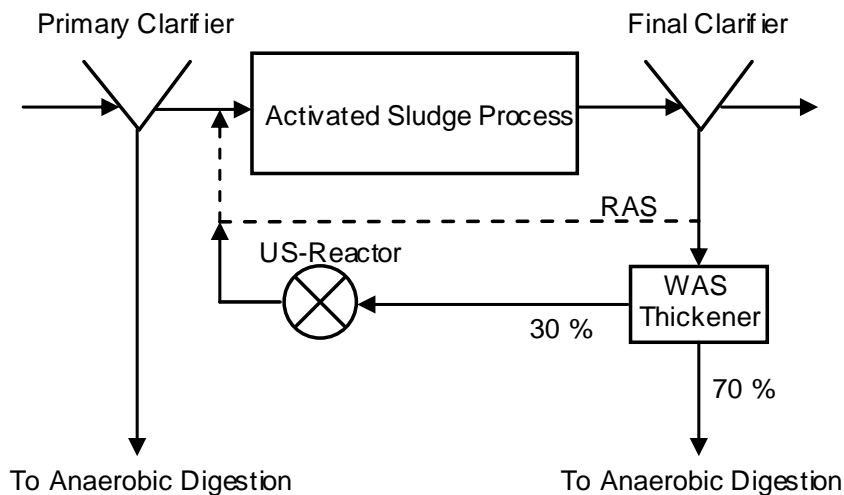 Primary Clarifier
Final Clarifier
Activated Sludge Process
RAS
US-Reactor
WAS
Thickener
30 %
70 %
To Anaerobic Digestion
To Anaerobic Digestion